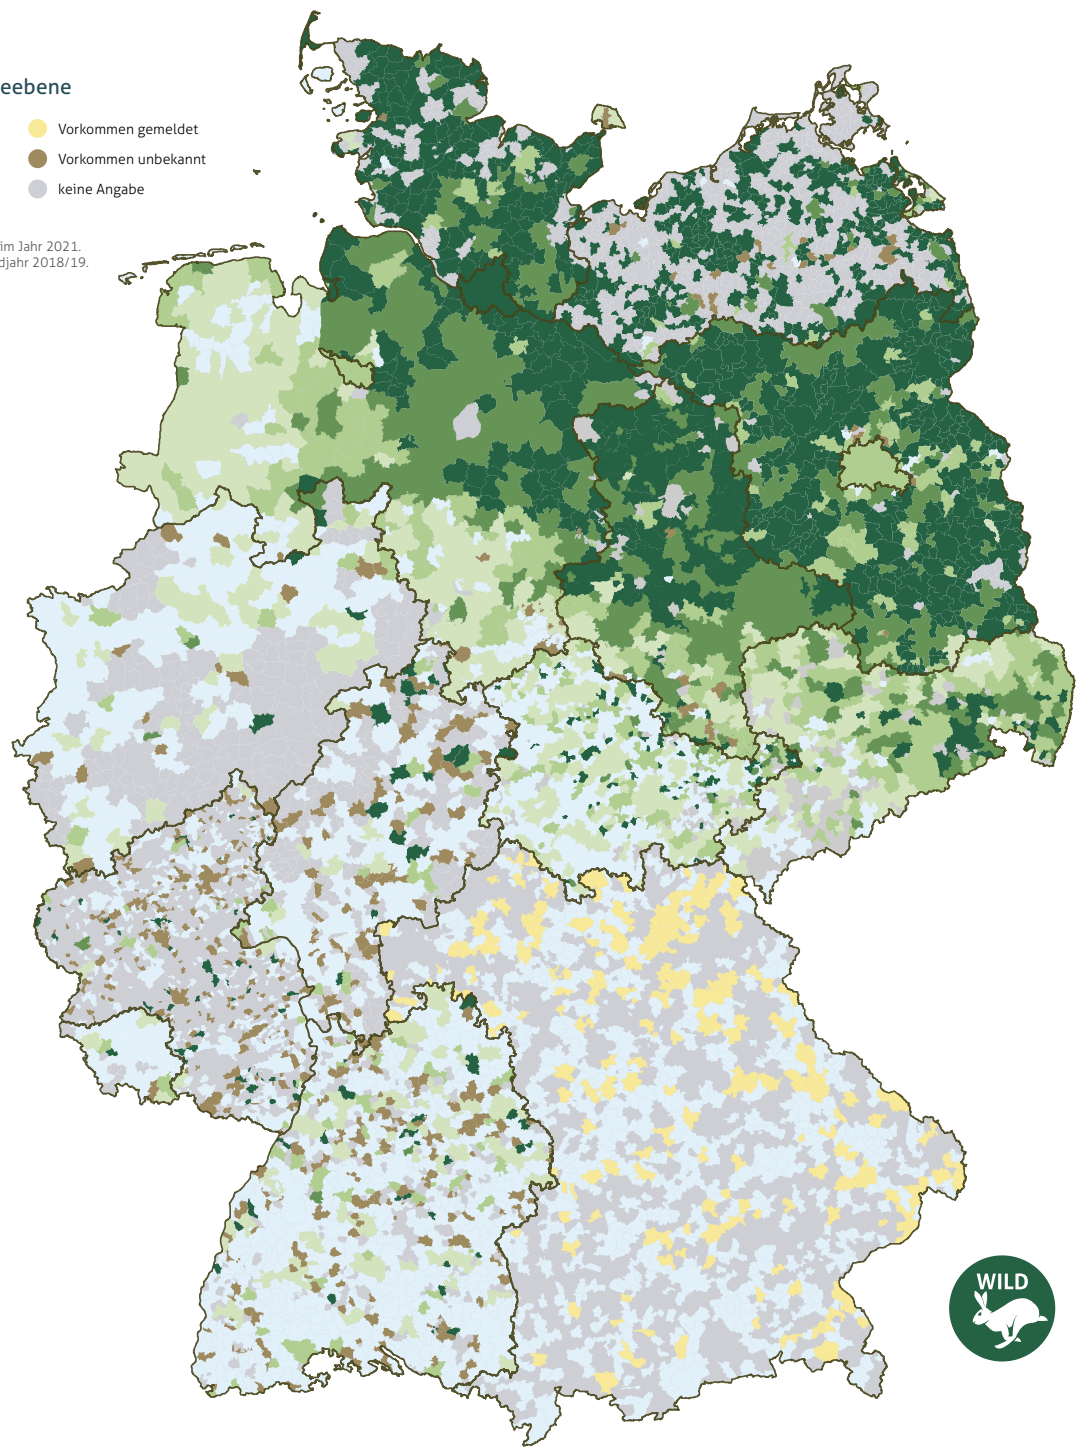 eebene
Vorkommen gemeldet
Vorkommen unbekannt
keine Angabe
im Jahr 2021.
djahr 2018/19.
WILD